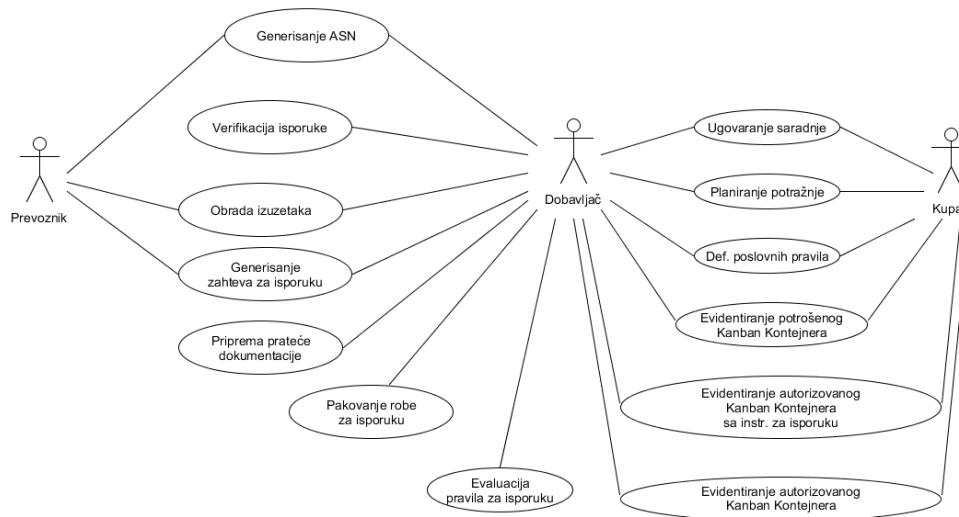 Generisanje ASN
Verifikacija isporuke
Ugovaranje saradnje
Prevoznik
Dobavljač
Obrada izuzetaka
Planiranje potražnje
Generisanje
zahteva za isporuku
Def. poslovnih pravila
Priprema prateće
dokumentacije
Evidentiranje potrošenog
Kanban Kontejnera
Pakovanje robe
za isporuku
Evidentiranje autorizovanog
Kanban Kontejnera
sa instr. za isporuku
Evaluacija
pravila za isporuku
Evidentiranje autorizovanog
Kanban Kontejnera